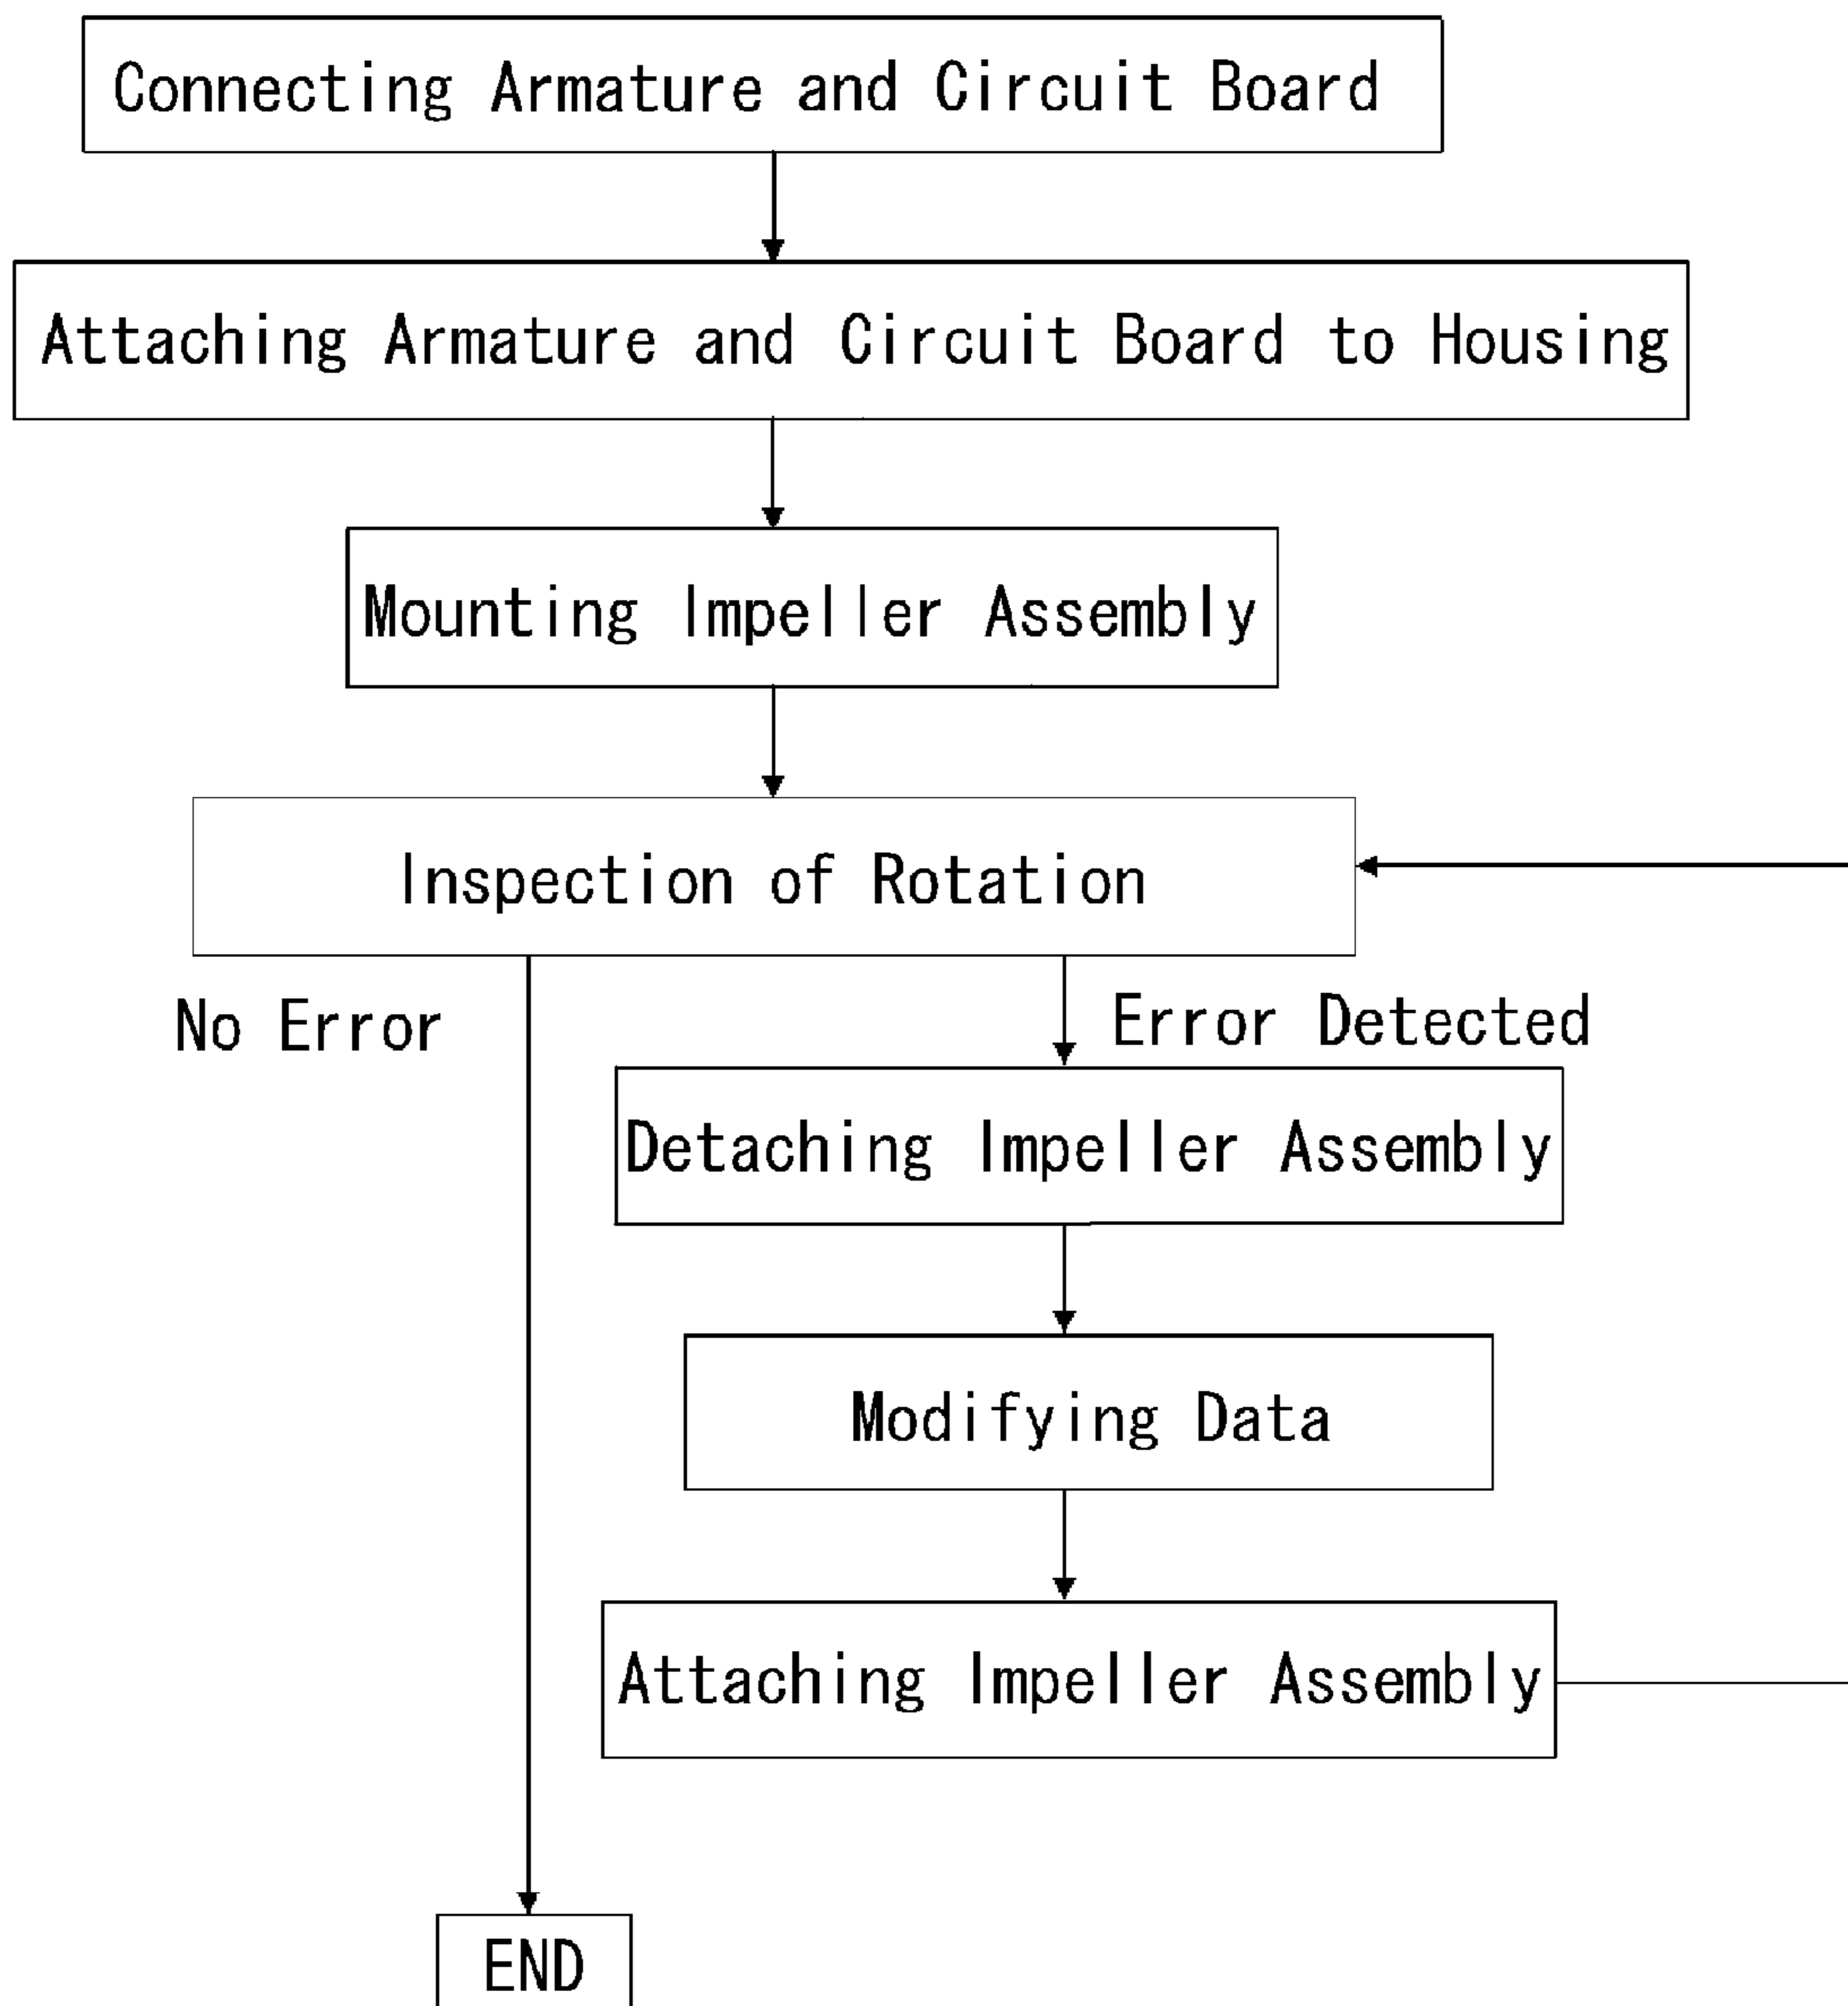 Connecting Armature and Circuit Board
Attaching Armature and Circuit Board to Housing
Mounting Impeller Assembly
Inspection of Rotation
No Error
Error Detected
Detaching Impeller Assembly
Modifying Data
Attaching Impeller Assembly
END